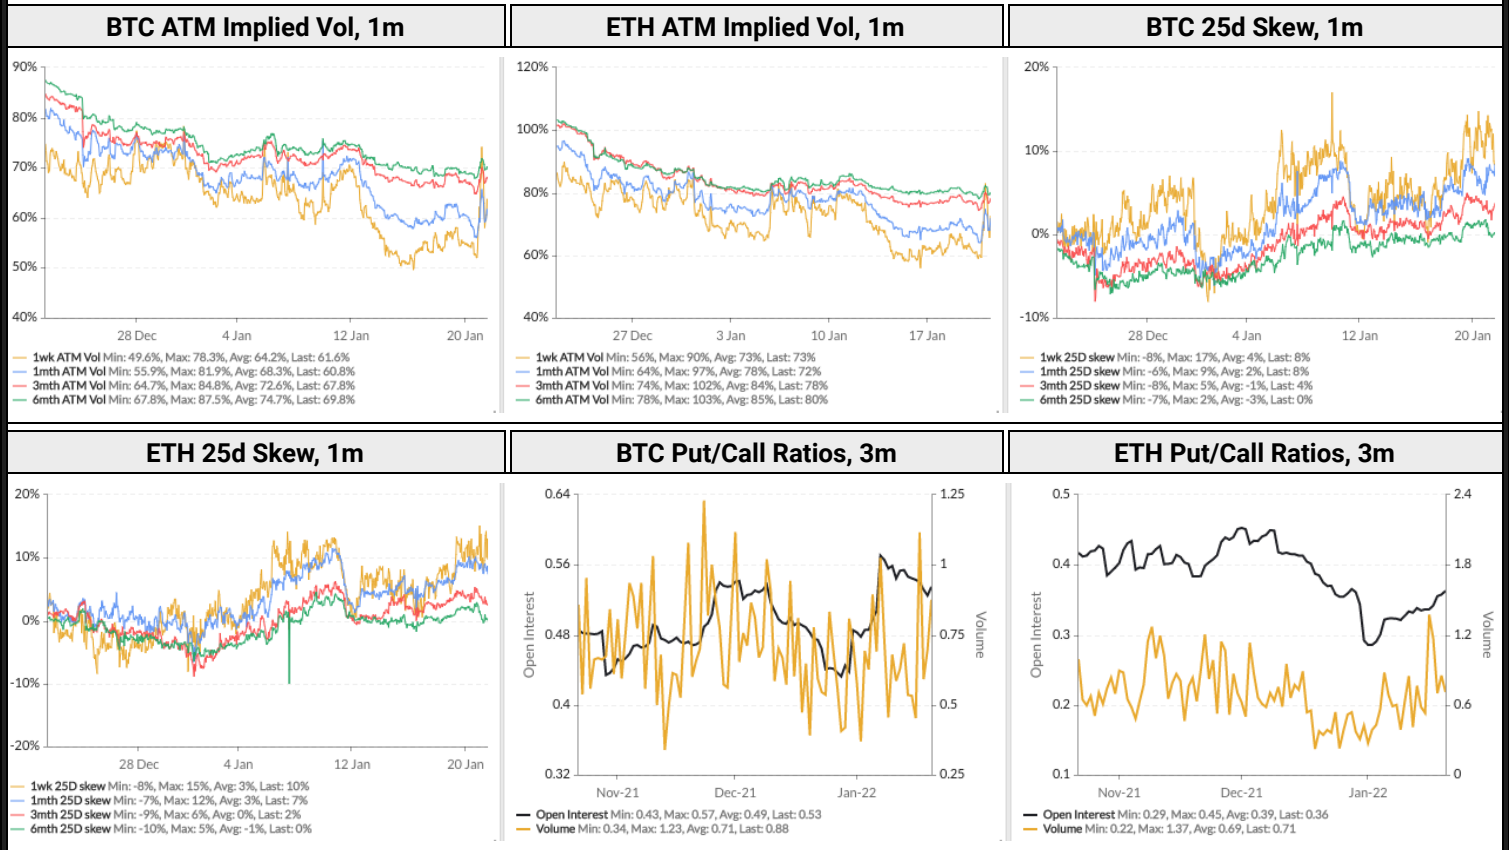 BTC ATM Implied Vol, 1m
90%
80%
70%
60%
50%
40%
28 Dec 4 Jan 12 Jan 20 Jan
1wk ATM Vol Min: 49.6%, Max: 78.3%, Avg: 64.2%, Last: 61.6%
1mth ATM Vol Min: 55.9%, Max: 81.9%, Avg: 68.3%, Last: 60.8%
3mth ATM Vol Min: 64.7%, Max: 84.8%, Avg: 72.6%, Last: 67.8%
6mth ATM Vol Min: 67.8%, Max: 87.5%, Avg: 74.7%, Last: 69.8%
ETH ATM Implied Vol, 1m
120%
100%
80%
60%
40%
27 Dec 3 Jan 10 Jan 17 Jan
1wk ATM Vol Min: 56%, Max: 90%, Avg: 73%, Last: 73%
1mth ATM Vol Min: 64%, Max: 97%, Avg: 78%, Last: 72%
3mth ATM Vol Min: 74%, Max: 102%, Avg: 84%, Last: 78%
6mth ATM Vol Min: 78%, Max: 103%, Avg: 85%, Last: 80%
BTC 25d Skew, 1m
20%
10%
0%
-10%
28 Dec 4 Jan 12 Jan 20 Jan
1wk 25D skew Min: -8%, Max: 17%, Avg: 4%, Last: 8%
1mth 25D skew Min: -6%, Max: 9%, Avg: 2%, Last: 8%
3mth 25D skew Min: -8%, Max: 5%, Avg: -1%, Last: 4%
6mth 25D skew Min: -7%, Max: 2%, Avg: -3%, Last: 0%
ETH 25d Skew, 1m
20%
10%
0%
-10%
-20%
28 Dec 4 Jan 12 Jan 20 Jan
1wk 25D skew Min: -8%, Max: 15%, Avg: 3%, Last: 10%
1mth 25D skew Min: -7%, Max: 12%, Avg: 3%, Last: 7%
3mth 25D skew Min: -9%, Max: 6%, Avg: 0%, Last: 2%
6mth 25D skew Min: -10%, Max: 5%, Avg: -1%, Last: 0%
BTC Put/Call Ratios, 3m
0.64 1.25
0.56 1
0.48 0.75
0.4 0.5
0.32 0.25
Open Interest
Volume
Nov-21 Dec-21 Jan-22
Open Interest Min: 0.43, Max: 0.57, Avg: 0.49, Last: 0.53
Volume Min: 0.34, Max: 1.23, Avg: 0.71, Last: 0.88
ETH Put/Call Ratios, 3m
0.5 2.4
0.4 1.8
0.3 1.2
0.2 0.6
0.1 0
Open Interest
Volume
Nov-21 Dec-21 Jan-22
Open Interest Min: 0.29, Max: 0.45, Avg: 0.39, Last: 0.36
Volume Min: 0.22, Max: 1.37, Avg: 0.69, Last: 0.71